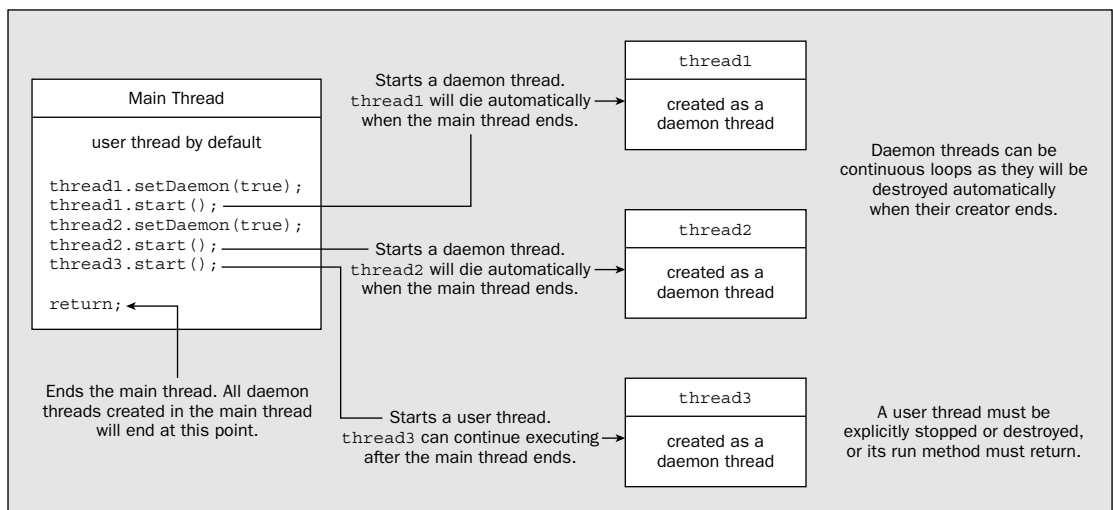 Main Thread
user thread by default
thread1.setDaemon(true);
thread1.start();
thread2.setDaemon(true);
thread2.start();
thread3.start();
return;
Ends the main thread. All daemon
threads created in the main thread
will end at this point.
Starts a daemon thread.
thread1 will die automatically
when the main thread ends.
thread1
created as a
daemon thread
Starts a daemon thread.
thread2 will die automatically
when the main thread ends.
thread2
created as a
daemon thread
Daemon threads can be
continuous loops as they will be
destroyed automatically
when their creator ends.
Starts a user thread.
thread3 can continue executing
after the main thread ends.
thread3
created as a
daemon thread
A user thread must be
explicitly stopped or destroyed,
or its run method must return.